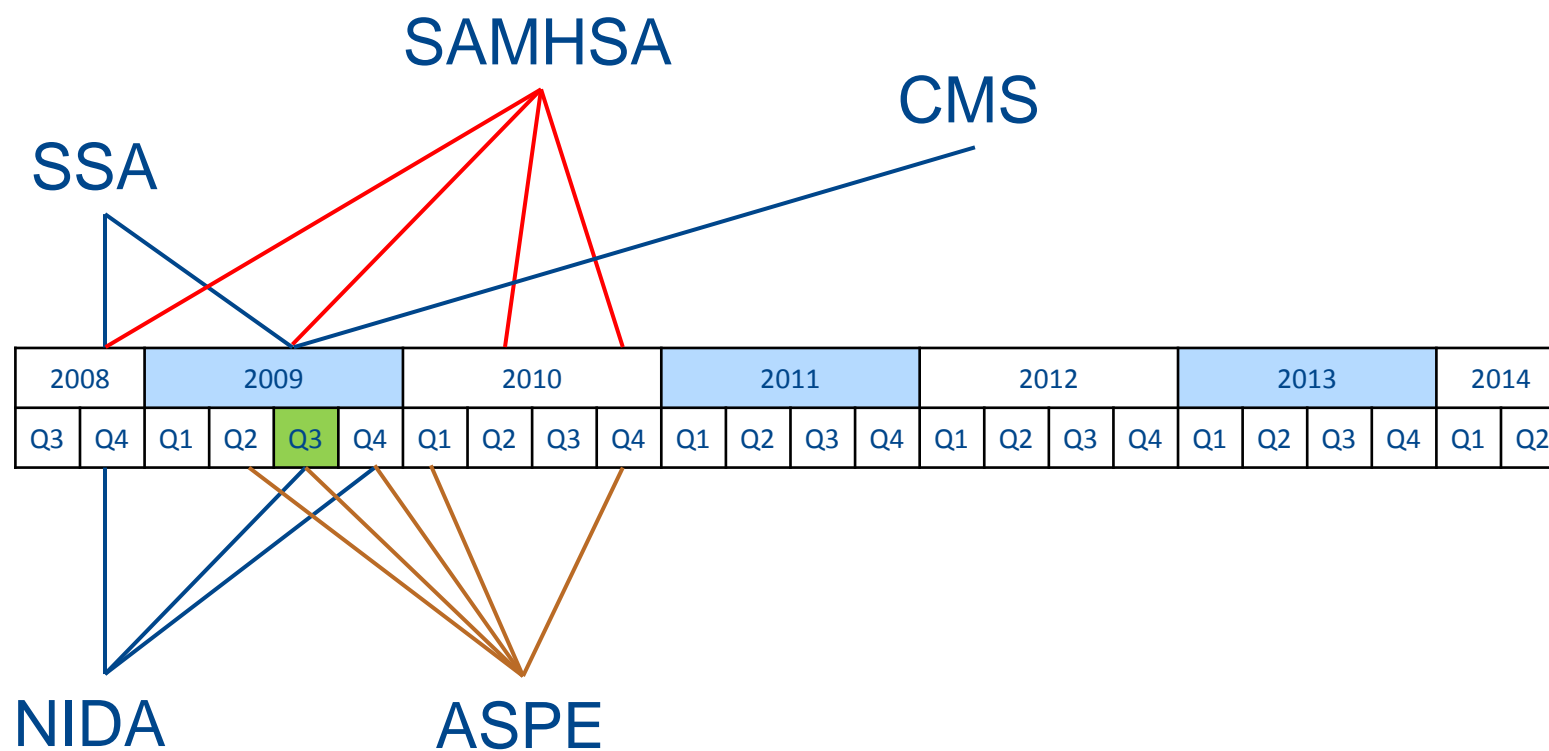 SAMHSA
CMS
SSA
2008 2009 2010 2011 2012 2013 2014
Q3 Q4 Q1 Q2 Q3 Q4 Q1 Q2 Q3 Q4 Q1 Q2 Q3 Q4 Q1 Q2 Q3 Q4 Q1 Q2 Q3 Q4 Q1 Q2
NIDA ASPE